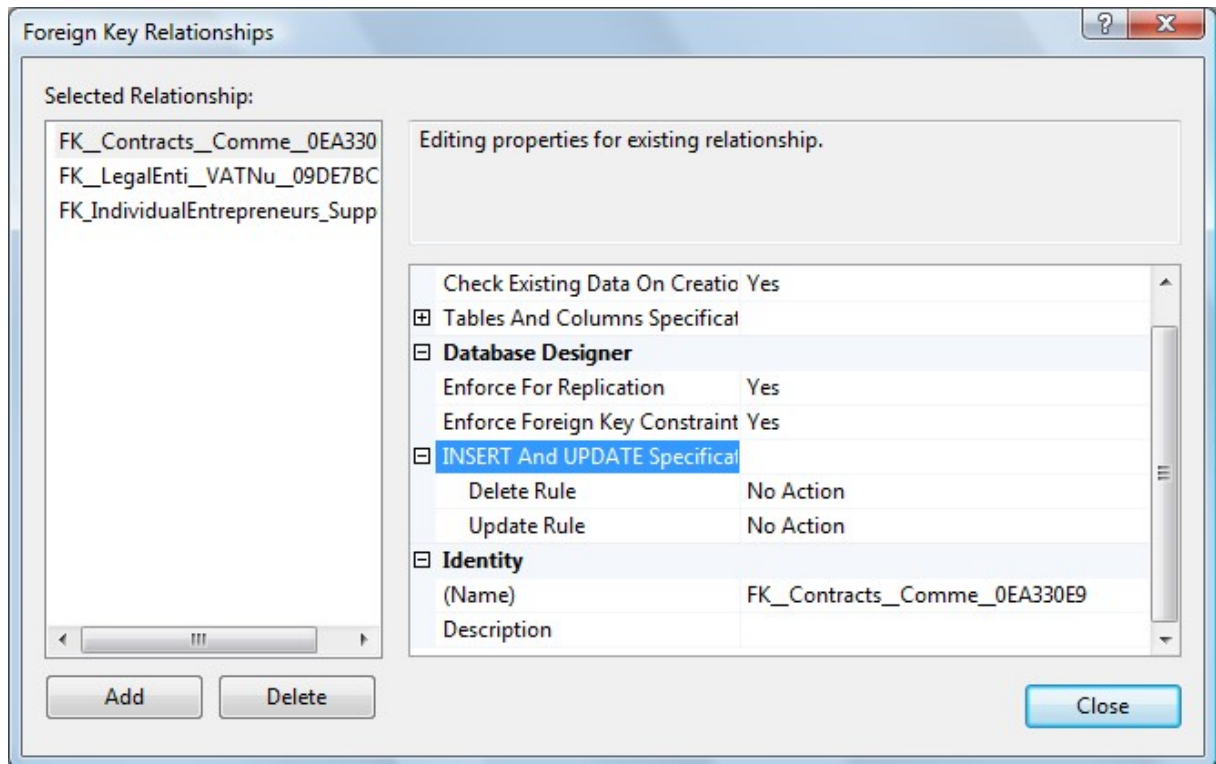 Foreign Key Relationships
Selected Relationship:
FK__Contracts__Comme__0EA330
FK__LegalEnti__VATNu__09DE7BC
FK_IndividualEntrepreneurs_Supp
Editing properties for existing relationship.
Check Existing Data On Creatio Yes
Tables And Columns Specificat
Database Designer
Enforce For Replication Yes
Enforce Foreign Key Constraint Yes
INSERT And UPDATE Specificat
Delete Rule No Action
Update Rule No Action
Identity
(Name) FK__Contracts__Comme__0EA330E9
Description
Add Delete
Close